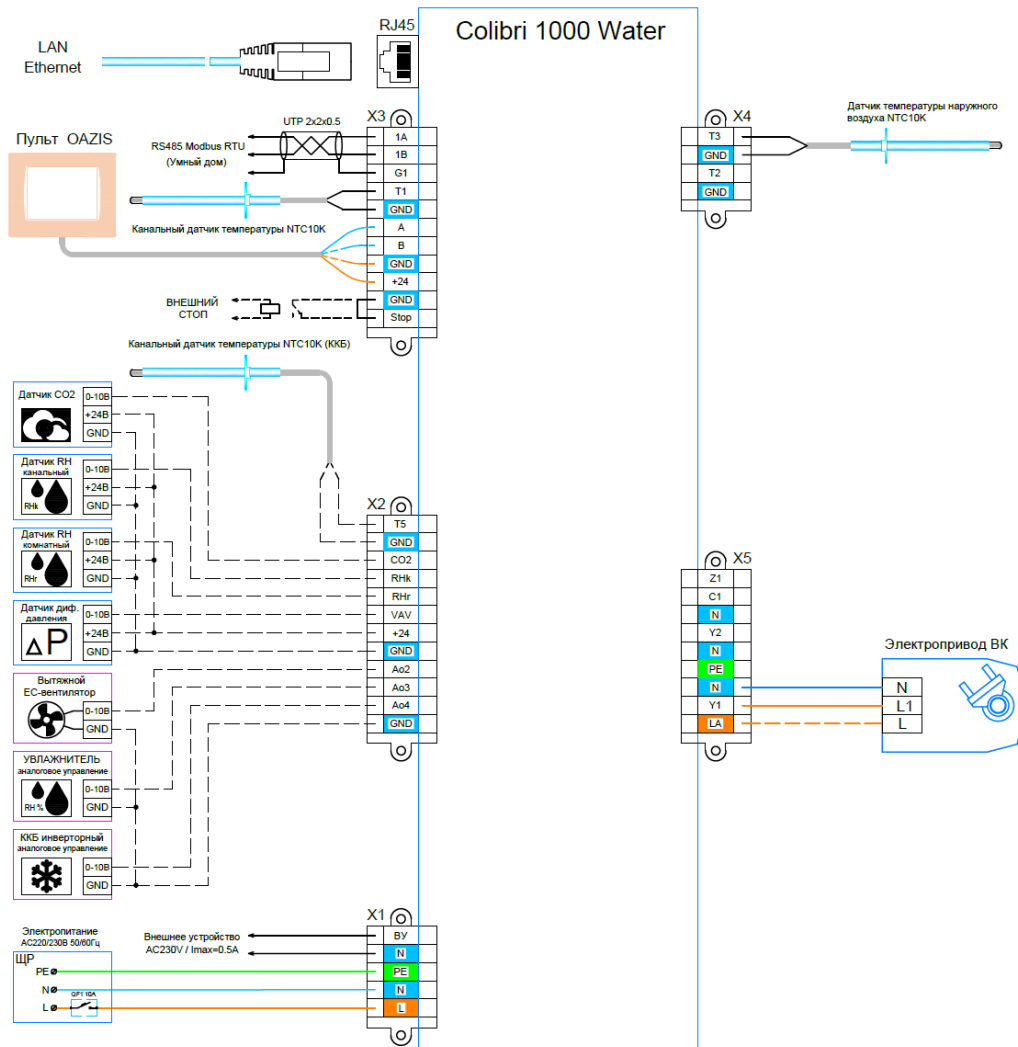 Colibri 1000 Water
RJ45
LAN
Ethernet
X3
UTP 2x2x0.5
Пульт OAZIS
RS485 Modbus RTU
(Умный дом)
1A
1B
G1
T1
GND
A
B
GND
+24
GND
Stop
Канальный датчик температуры NTC10K
ВНЕШНИЙ
СТОП
X4
T3
GND
T2
GND
Датчик температуры наружного
воздуха NTC10K
Канальный датчик температуры NTC10K (ККБ)
Датчик CO2
0-10В
+24В
GND
Датчик RH
канальный
RHk
0-10В
+24В
GND
Датчик RH
комнатный
RHr
0-10В
+24В
GND
Датчик диф.
давления
ΔP
0-10В
+24В
GND
Вытяжной
EC-вентилятор
0-10В
GND
УВЛАЖНИТЕЛЬ
аналоговое управление
RH %
0-10В
GND
ККБ инверторный
аналоговое управление
0-10В
GND
X2
T5
GND
CO2
RHk
RHr
VAV
+24
GND
Ao2
Ao3
Ao4
GND
X5
Z1
C1
N
Y2
N
PE
N
Y1
LA
Электропривод ВК
N
L1
L
X1
ВУ
N
PE
N
L
Внешнее устройство
AC230V / Imax=0.5A
Электропитание
AC220/230В 50/60Гц
ЩР
PE
N
L
QF1 10A